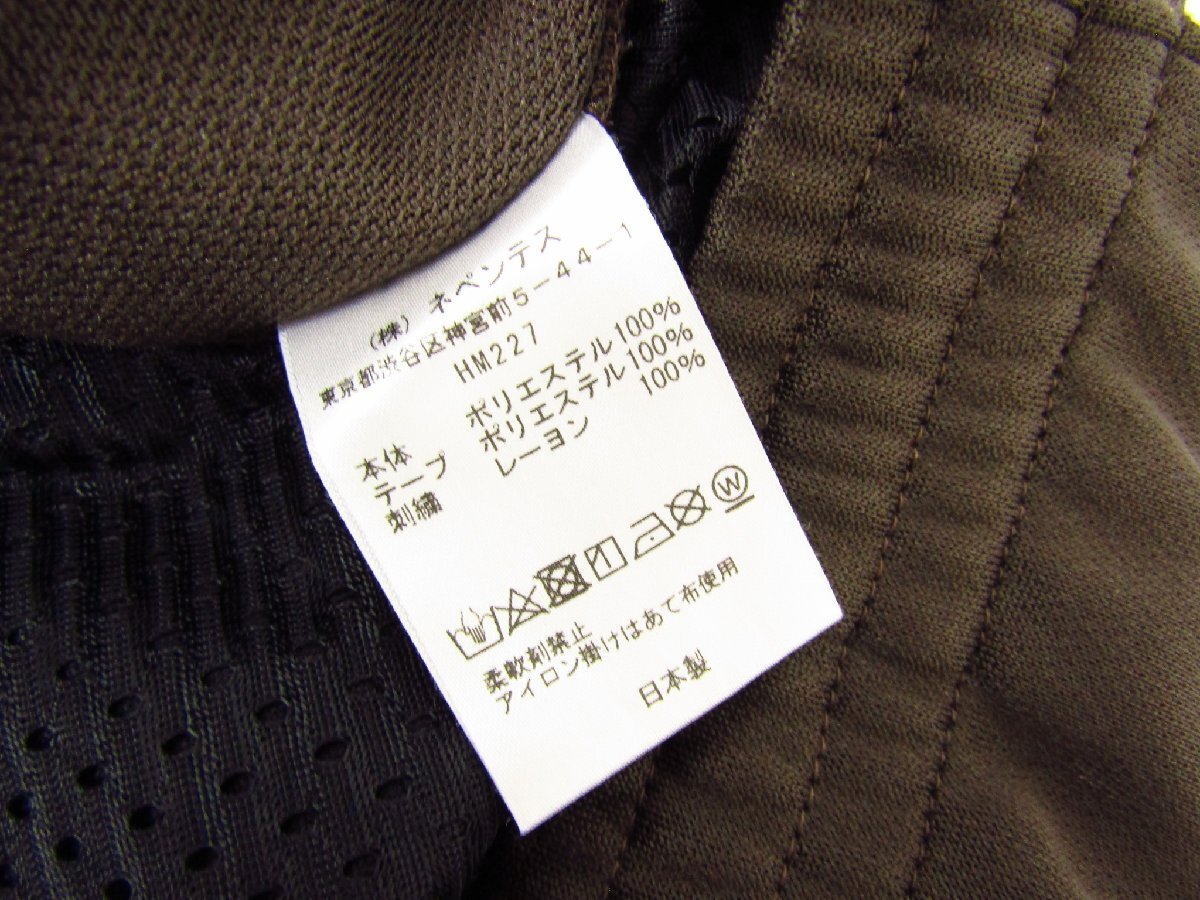 (株) ネペンテス
東京都渋谷区神宮前5-44-1
HM227
本体 ポリエステル100%
テープ ポリエステル100%
刺繍 レーヨン 100%
W
柔軟剤禁止
アイロン掛けはあて布使用
日本製